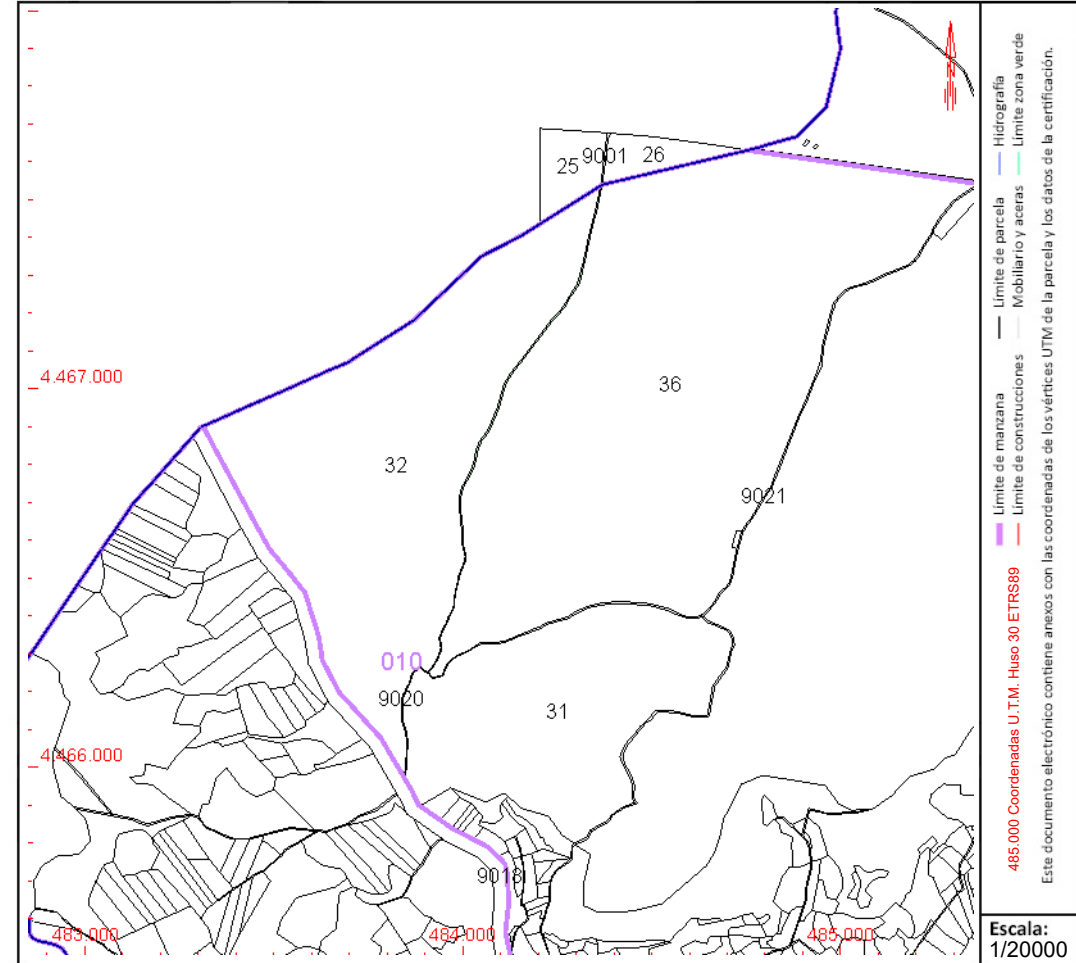 25
9001
26
4.467.000
36
32
9021
010
9020
31
4.466.000
9018
483.000
484.000
485.000
Límite de manzana
Límite de parcela
Hidrografía
Límite de construcciones
Mobiliario y aceras
Límite zona verde
485.000 Coordenadas U.T.M. Huso 30 ETRS89
Este documento electrónico contiene anexos con las coordenadas de los vértices UTM de la parcela y los datos de la certificación.
Escala:
1/20000